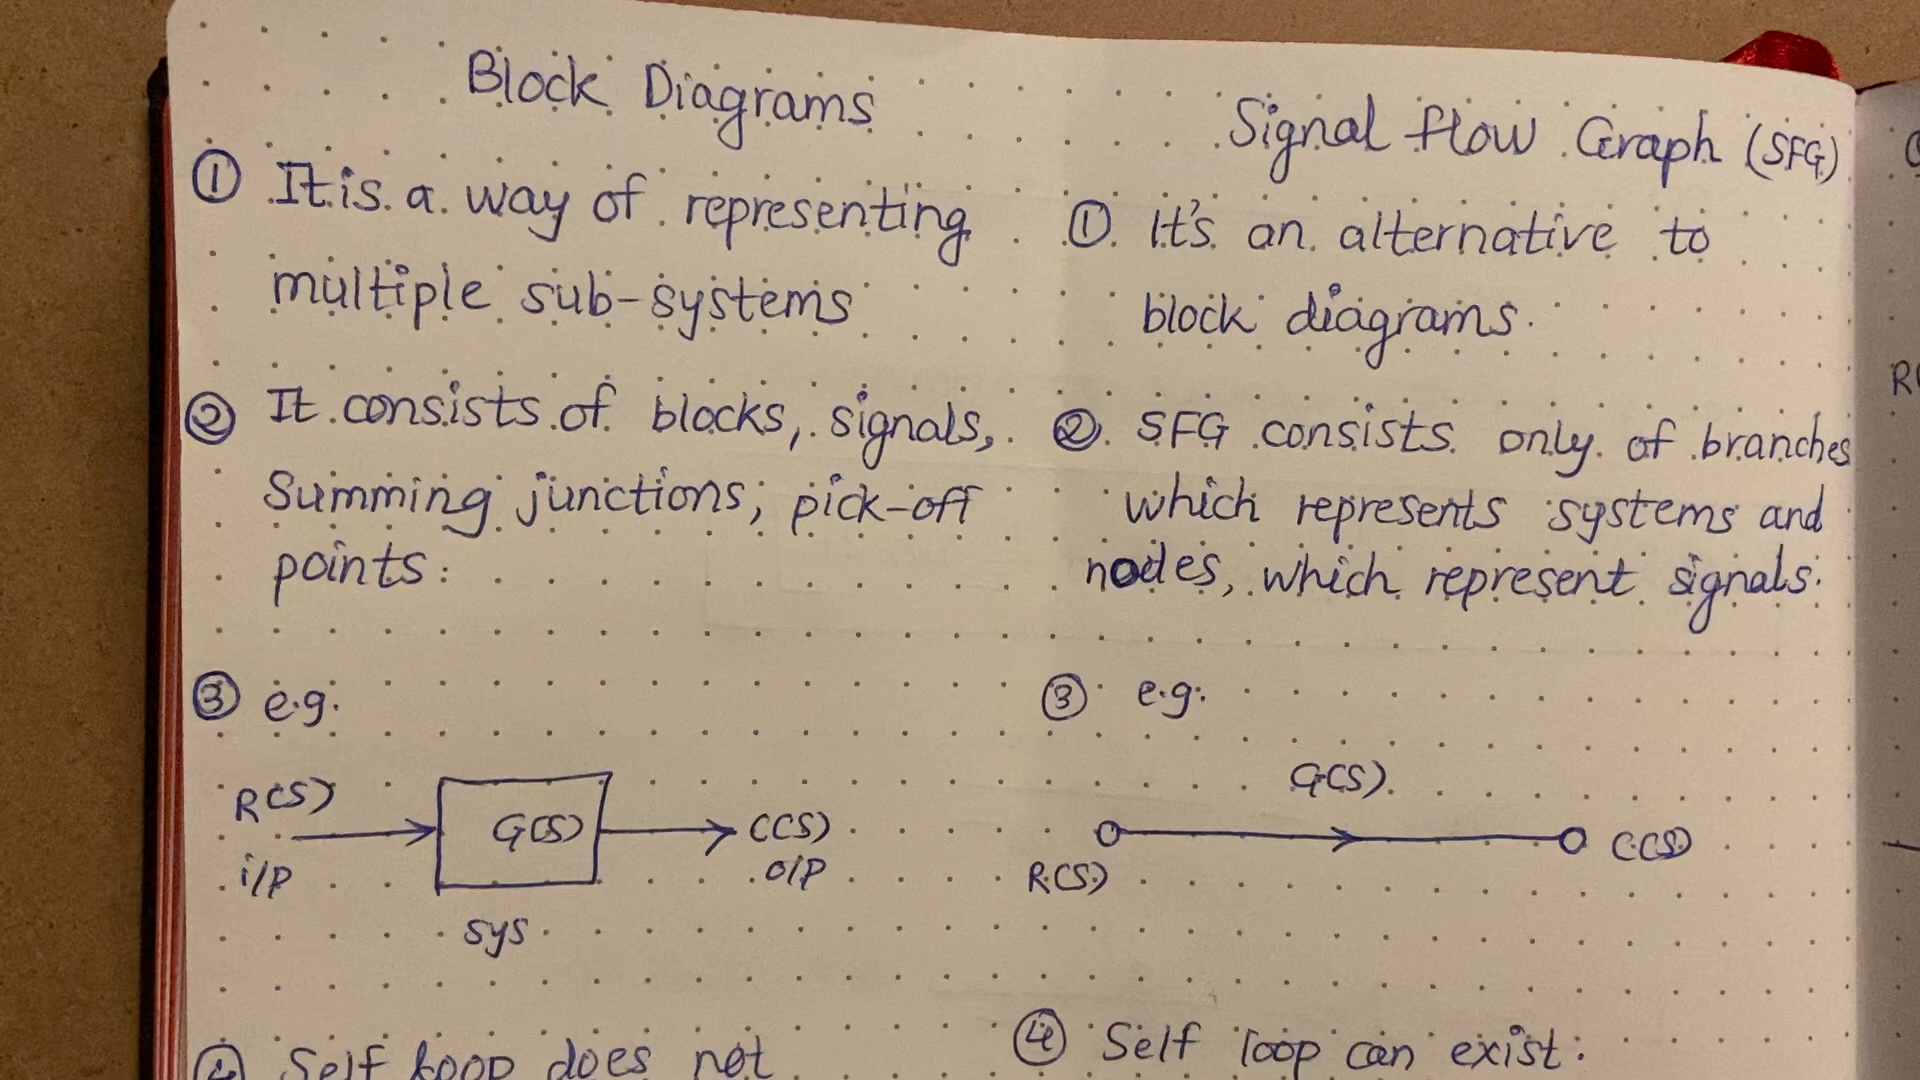 Block Diagrams
① It is a way of representing
multiple sub-systems
② It consists of blocks, signals,
Summing junctions, pick-off
points.
③ e.g.
R(S)
i/p
G(S)
C(S)
o/p
sys
④ Self loop does not
Signal flow Graph (SFG)
① It's an alternative to
block diagrams.
② SFG consists only of branches
which represents systems and
nodes, which represent signals.
③ e.g.
G(S)
R(S)
C(S)
④ Self loop can exist.